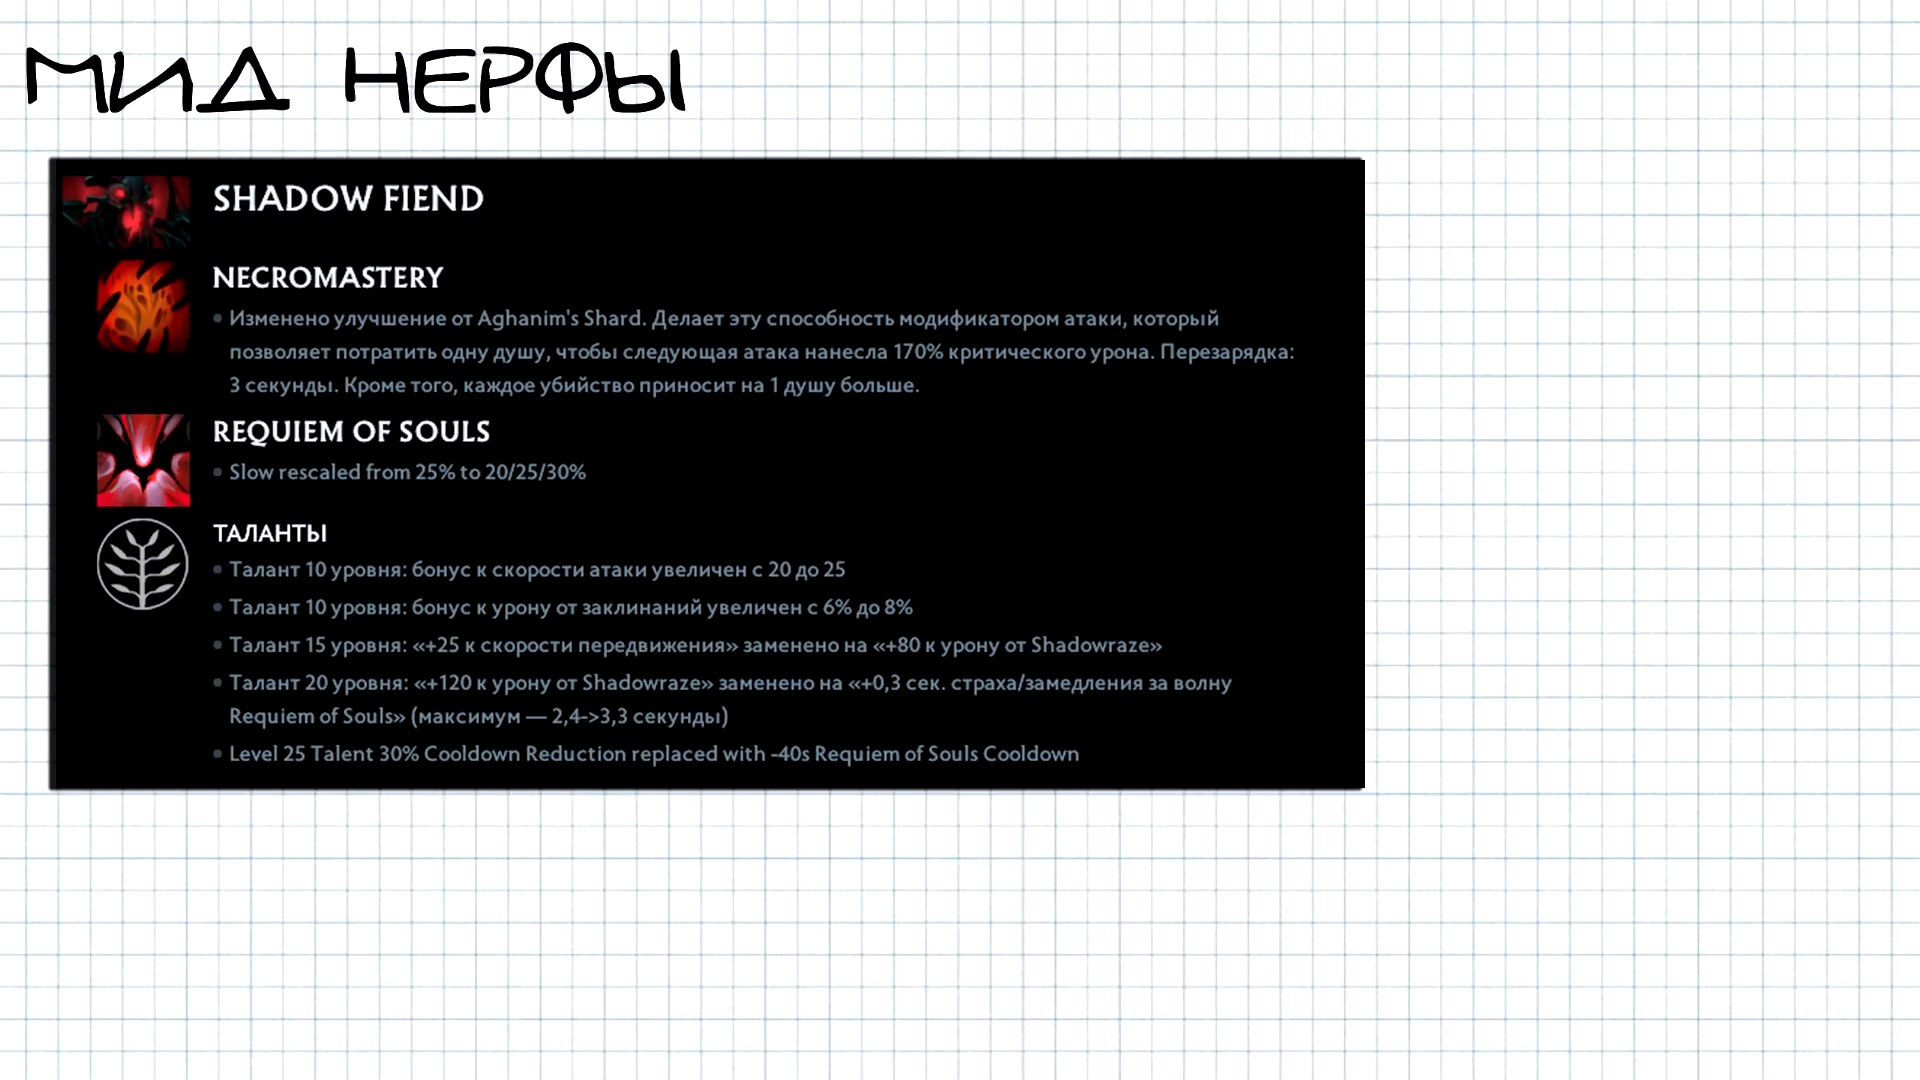 МИД НЕРФЫ
SHADOW FIEND
NECROMASTERY
• Изменено улучшение от Aghanim's Shard. Делает эту способность модификатором атаки, который
позволяет потратить одну душу, чтобы следующая атака нанесла 170% критического урона. Перезарядка:
3 секунды. Кроме того, каждое убийство приносит на 1 душу больше.
REQUIEM OF SOULS
• Slow rescaled from 25% to 20/25/30%
ТАЛАНТЫ
• Талант 10 уровня: бонус к скорости атаки увеличен с 20 до 25
• Талант 10 уровня: бонус к урону от заклинаний увеличен с 6% до 8%
• Талант 15 уровня: «+25 к скорости передвижения» заменено на «+80 к урону от Shadowraze»
• Талант 20 уровня: «+120 к урону от Shadowraze» заменено на «+0,3 сек. страха/замедления за волну
Requiem of Souls» (максимум — 2,4->3,3 секунды)
• Level 25 Talent 30% Cooldown Reduction replaced with -40s Requiem of Souls Cooldown